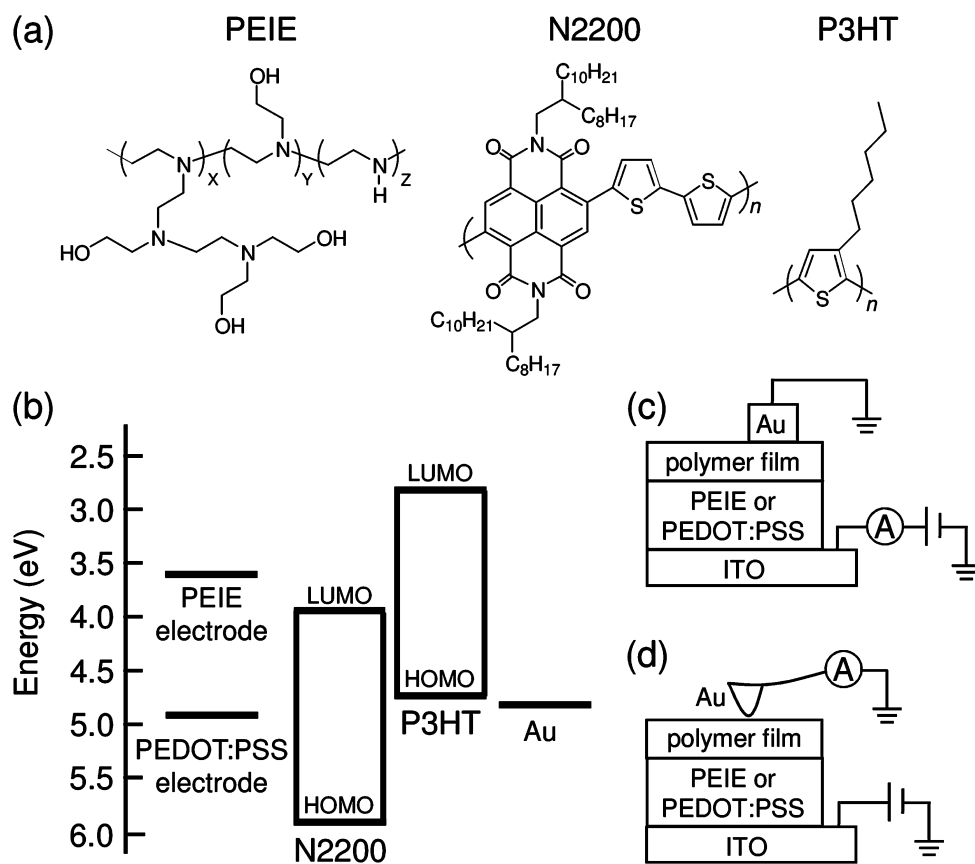 (a)
PEIE
N2200
P3HT
OH
N
X
N
Y
N
H
Z
HO
N
N
OH
OH
C10H21
C8H17
O
N
O
S
S
n
O
N
O
C10H21
C8H17
S
n
(b)
Energy (eV)
2.5
3.0
3.5
4.0
4.5
5.0
5.5
6.0
PEIE
electrode
PEDOT:PSS
electrode
LUMO
HOMO
N2200
LUMO
HOMO
P3HT
Au
(c)
Au
polymer film
PEIE or
PEDOT:PSS
ITO
A
(d)
Au
A
polymer film
PEIE or
PEDOT:PSS
ITO